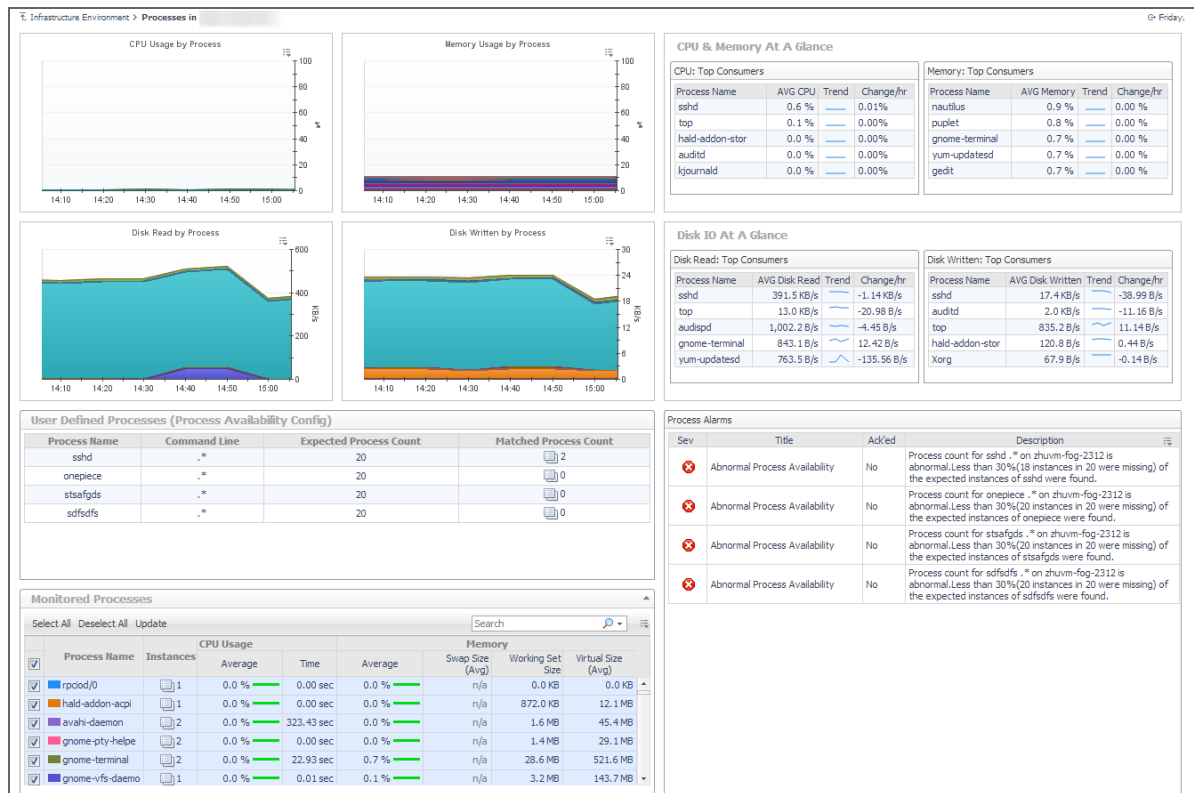 Infrastructure Environment > Processes in
Friday,
CPU Usage by Process
100
80
60
%
40
20
0
14:10 14:20 14:30 14:40 14:50 15:00
Memory Usage by Process
100
80
60
%
40
20
0
14:10 14:20 14:30 14:40 14:50 15:00
CPU & Memory At A Glance
CPU: Top Consumers
Process Name AVG CPU Trend Change/hr
sshd 0.6 % 0.01%
top 0.1 % 0.00%
hald-addon-stor 0.0 % 0.00%
auditd 0.0 % 0.00%
kjournald 0.0 % 0.00%
Memory: Top Consumers
Process Name AVG Memory Trend Change/hr
nautilus 0.9 % 0.00 %
puplet 0.8 % 0.00 %
gnome-terminal 0.7 % 0.00 %
yum-updatesd 0.7 % 0.00 %
gedit 0.7 % 0.00 %
Disk Read by Process
600
400
KB/s
200
0
14:10 14:20 14:30 14:40 14:50 15:00
Disk Written by Process
30
24
18
KB/s
12
6
0
14:10 14:20 14:30 14:40 14:50 15:00
Disk IO At A Glance
Disk Read: Top Consumers
Process Name AVG Disk Read Trend Change/hr
sshd 391.5 KB/s -1.14 KB/s
top 13.0 KB/s -20.98 B/s
audispd 1,002.2 B/s -4.45 B/s
gnome-terminal 843.1 B/s 12.42 B/s
yum-updatesd 763.5 B/s -135.56 B/s
Disk Written: Top Consumers
Process Name AVG Disk Written Trend Change/hr
sshd 17.4 KB/s -38.99 B/s
auditd 2.0 KB/s -11.16 B/s
top 835.2 B/s 11.14 B/s
hald-addon-stor 120.8 B/s 0.44 B/s
Xorg 67.9 B/s -0.14 B/s
User Defined Processes (Process Availability Config)
Process Name Command Line Expected Process Count Matched Process Count
sshd .* 20 2
onepiece .* 20 0
stsafgds .* 20 0
sdfsdfs .* 20 0
Process Alarms
Sev Title Ack'ed Description
Abnormal Process Availability No
Process count for sshd .* on zhuvm-fog-2312 is
abnormal.Less than 30%(18 instances in 20 were missing) of
the expected instances of sshd were found.
Abnormal Process Availability No
Process count for onepiece .* on zhuvm-fog-2312 is
abnormal.Less than 30%(20 instances in 20 were missing) of
the expected instances of onepiece were found.
Abnormal Process Availability No
Process count for stsafgds .* on zhuvm-fog-2312 is
abnormal.Less than 30%(20 instances in 20 were missing) of
the expected instances of stsafgds were found.
Abnormal Process Availability No
Process count for sdfsdfs .* on zhuvm-fog-2312 is
abnormal.Less than 30%(20 instances in 20 were missing) of
the expected instances of sdfsdfs were found.
Monitored Processes
Select All Deselect All Update Search
CPU Usage Memory
Process Name Instances Average Time Average Swap Size (Avg) Working Set Size Virtual Size (Avg)
rpciod/0 1 0.0 % 0.00 sec 0.0 % n/a 0.0 KB 0.0 KB
hald-addon-acpi 1 0.0 % 0.00 sec 0.0 % n/a 872.0 KB 12.1 MB
avahi-daemon 2 0.0 % 323.43 sec 0.0 % n/a 1.6 MB 45.4 MB
gnome-pty-helpe 2 0.0 % 0.00 sec 0.0 % n/a 1.4 MB 29.1 MB
gnome-terminal 2 0.0 % 22.93 sec 0.7 % n/a 28.6 MB 521.6 MB
gnome-vfs-daemo 1 0.0 % 0.01 sec 0.1 % n/a 3.2 MB 143.7 MB